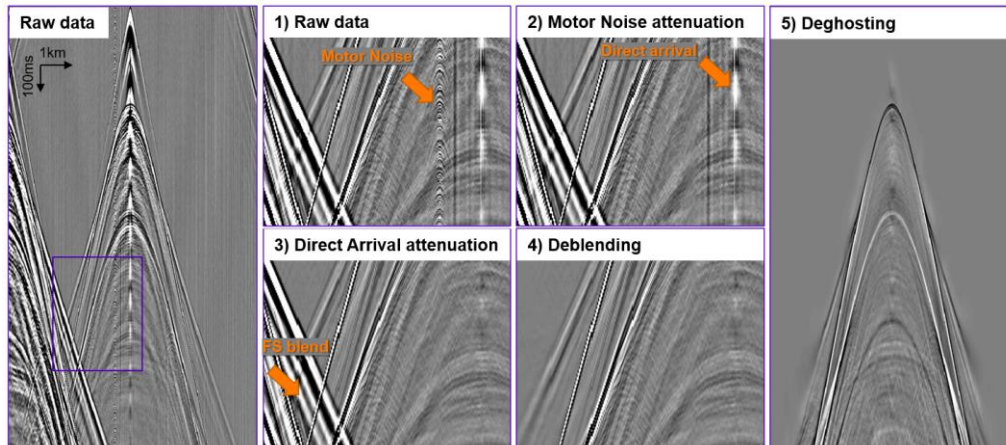 Raw data
1km
100ms
1) Raw data
Motor Noise
2) Motor Noise attenuation
Direct arrival
3) Direct Arrival attenuation
FS blend
4) Deblending
5) Deghosting